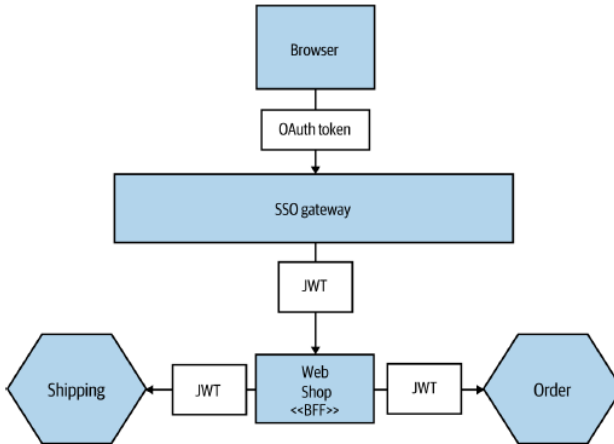 Browser
OAuth token
SSO gateway
JWT
Shipping
JWT
Web
Shop
<<BFF>>
JWT
Order